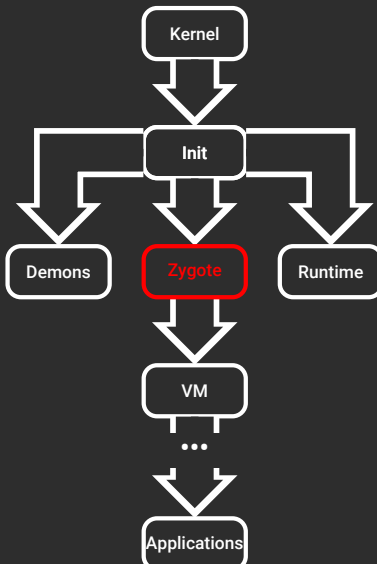 Kernel
Init
Demons
Zygote
Runtime
VM
...
Applications